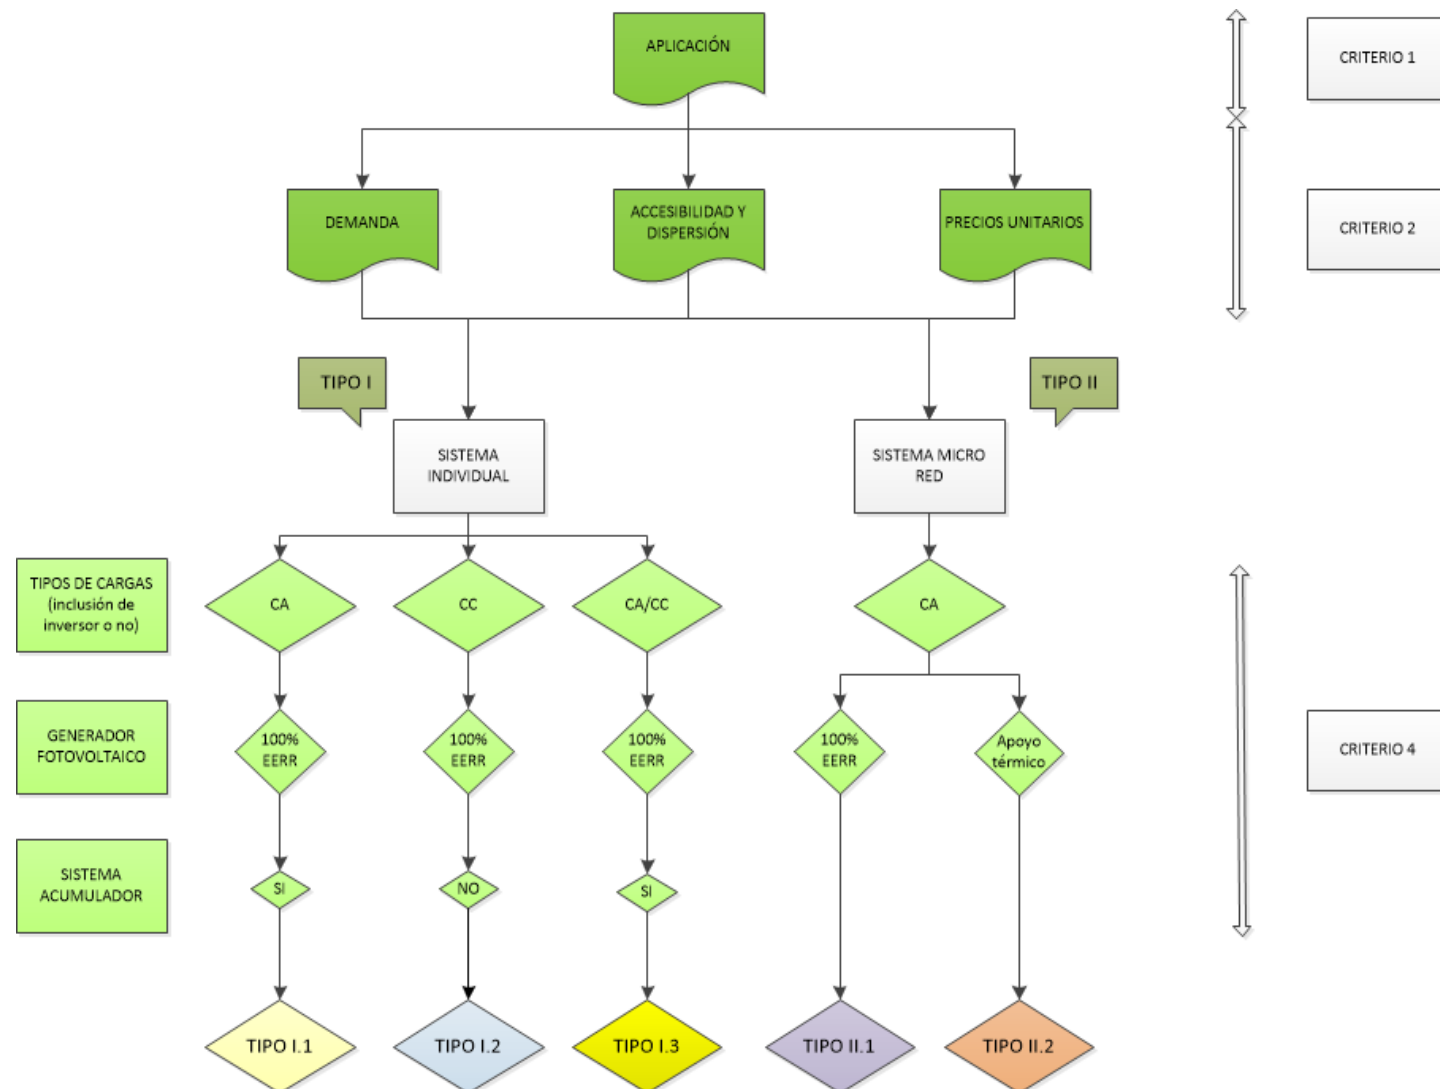 APLICACIÓN
CRITERIO 1
DEMANDA
ACCESIBILIDAD Y
DISPERSIÓN
PRECIOS UNITARIOS
CRITERIO 2
TIPO I
TIPO II
SISTEMA
INDIVIDUAL
SISTEMA MICRO
RED
TIPOS DE CARGAS
(inclusión de
inversor o no)
CA
CC
CA/CC
CA
GENERADOR
FOTOVOLTAICO
100%
EERR
100%
EERR
100%
EERR
100%
EERR
Apoyo
térmico
CRITERIO 4
SISTEMA
ACUMULADOR
SI
NO
SI
TIPO I.1
TIPO I.2
TIPO I.3
TIPO II.1
TIPO II.2